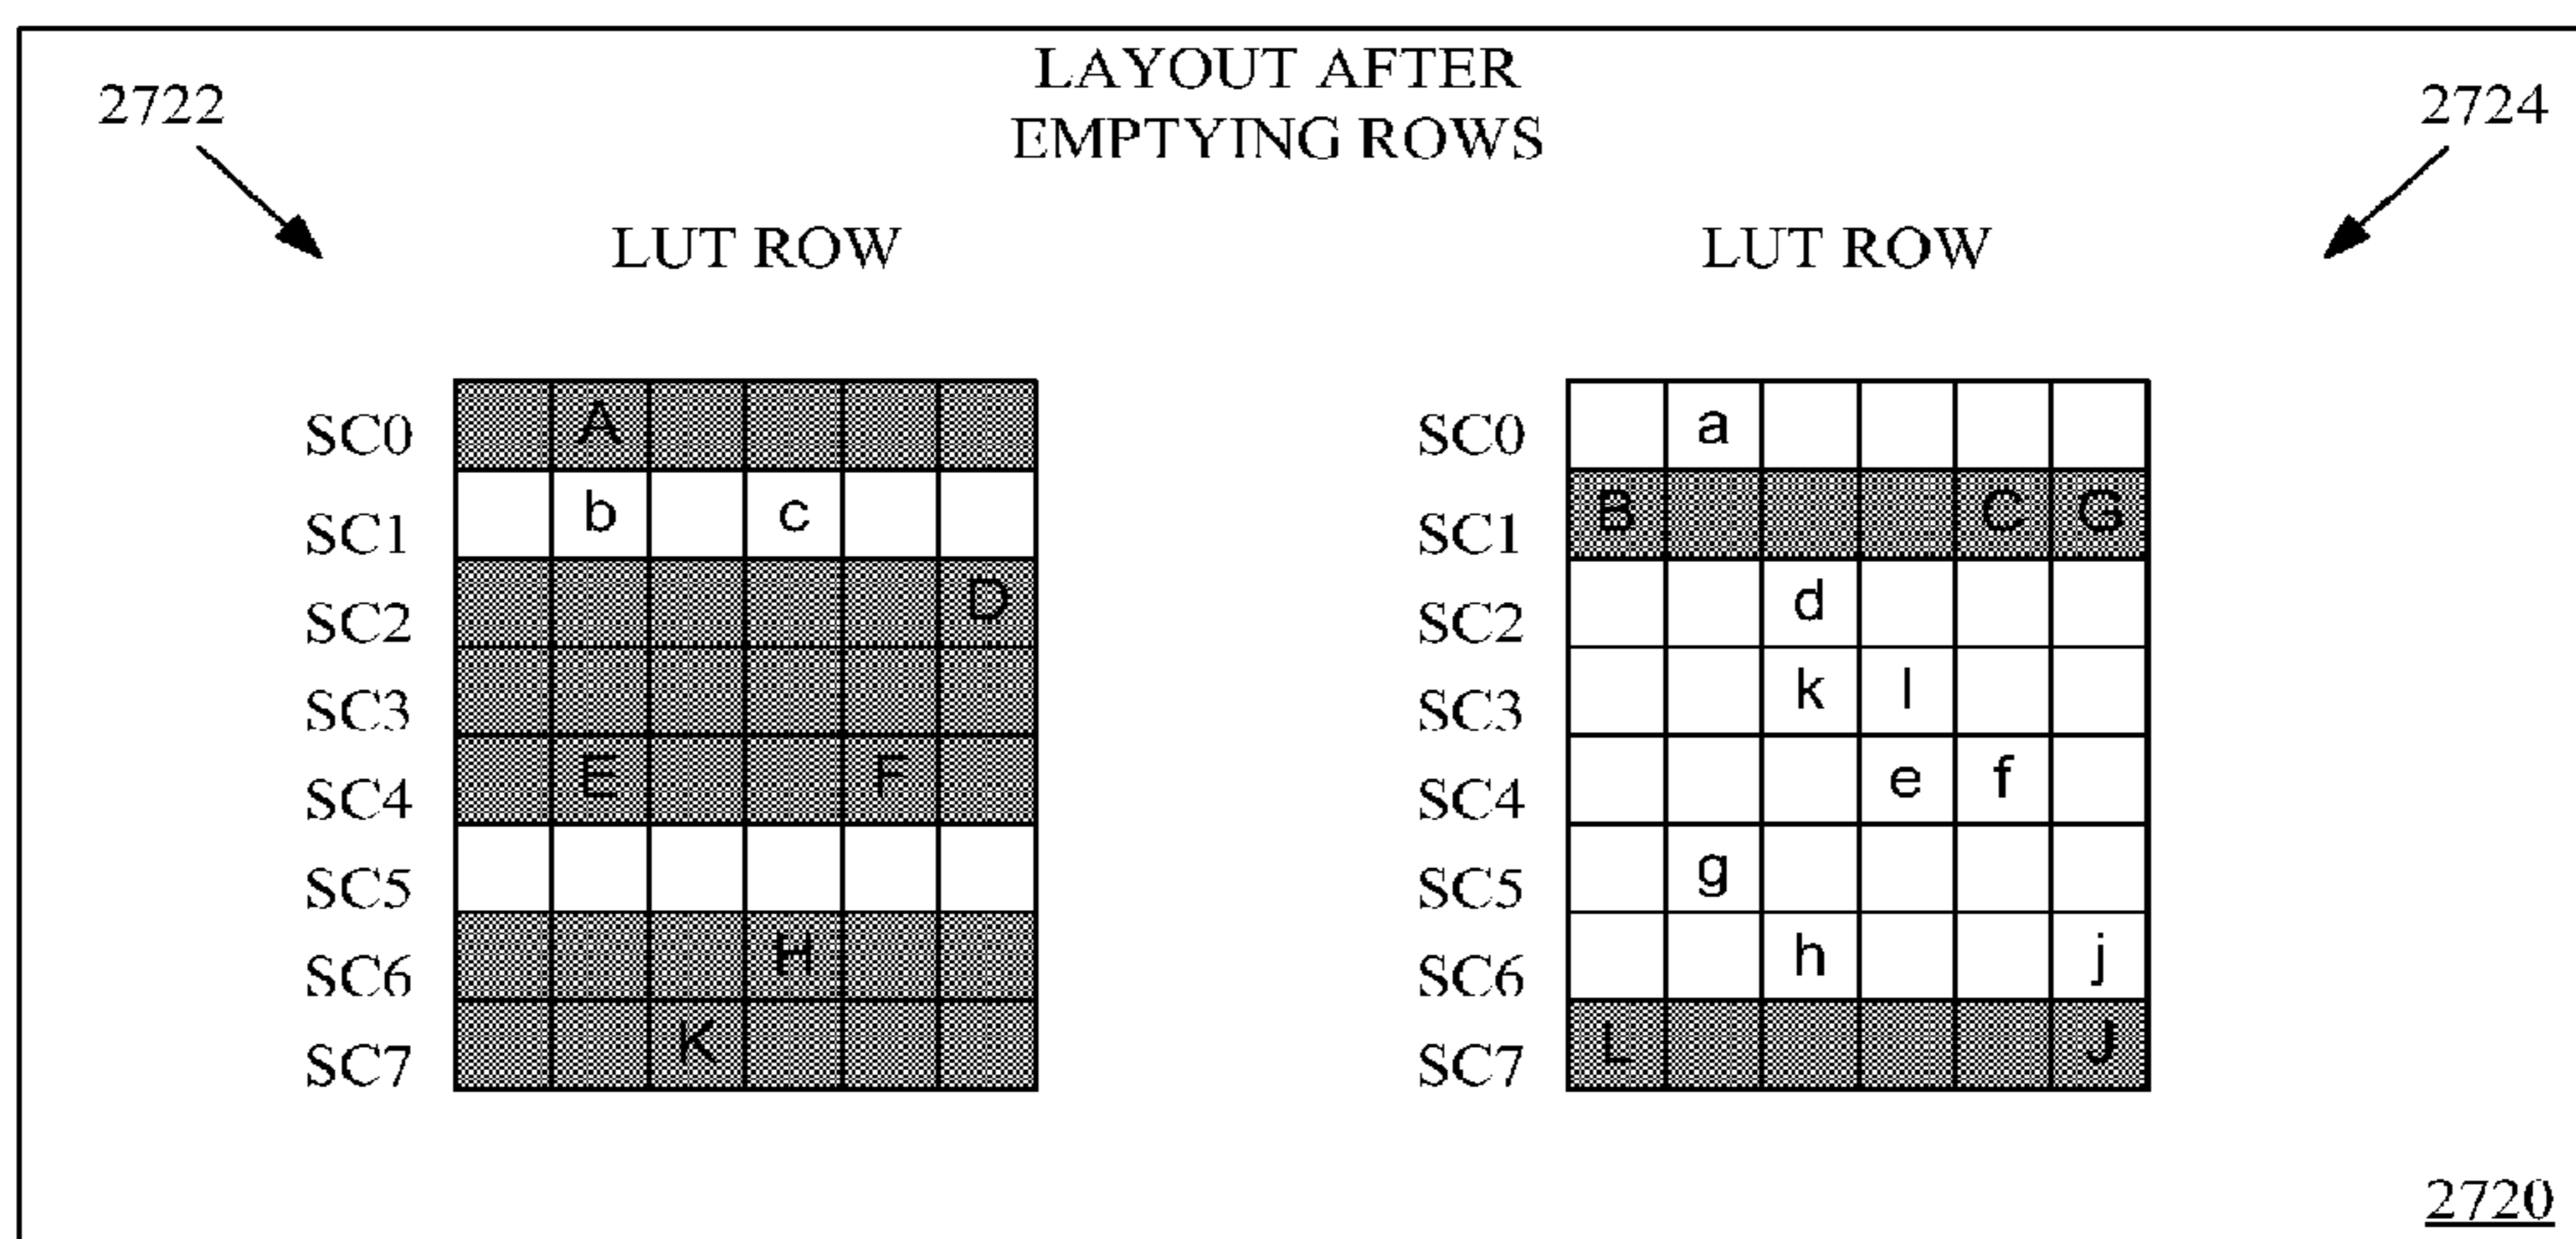 LAYOUT AFTER
EMPTYING ROWS
2722
2724
LUT ROW
LUT ROW
SC0 A
SC1 b c
SC2 D
SC3
SC4 E F
SC5
SC6 H
SC7 K
SC0 a
SC1 B C G
SC2 d
SC3 k l
SC4 e f
SC5 g
SC6 h j
SC7 L J
2720